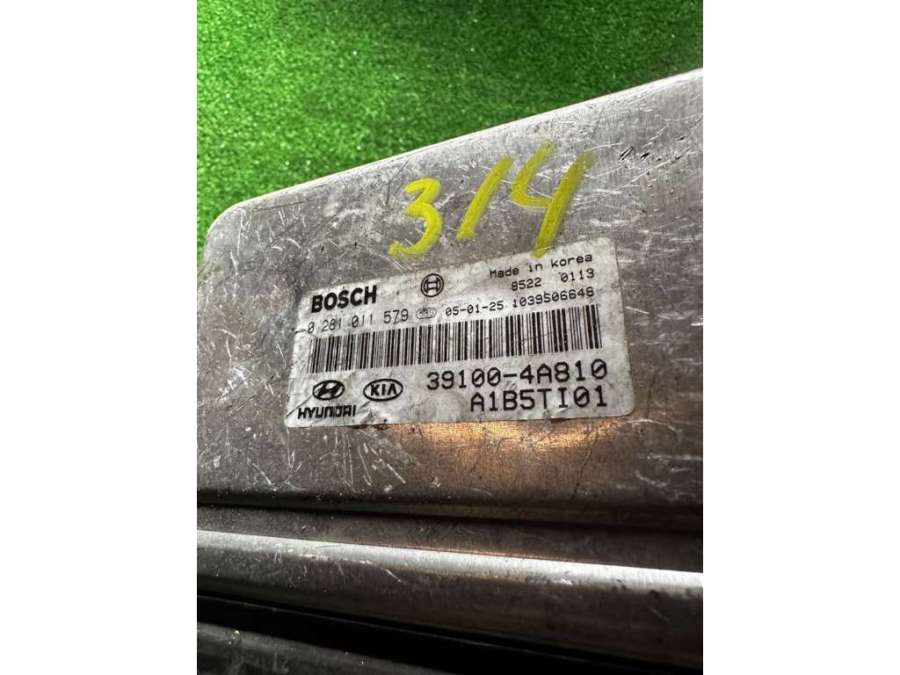 314
Made in Korea
BOSCH
8522 0113
0 281 011 579 05-01-25 1039506646
HYUNDAI KIA 39100-4A810
A1B5TI01